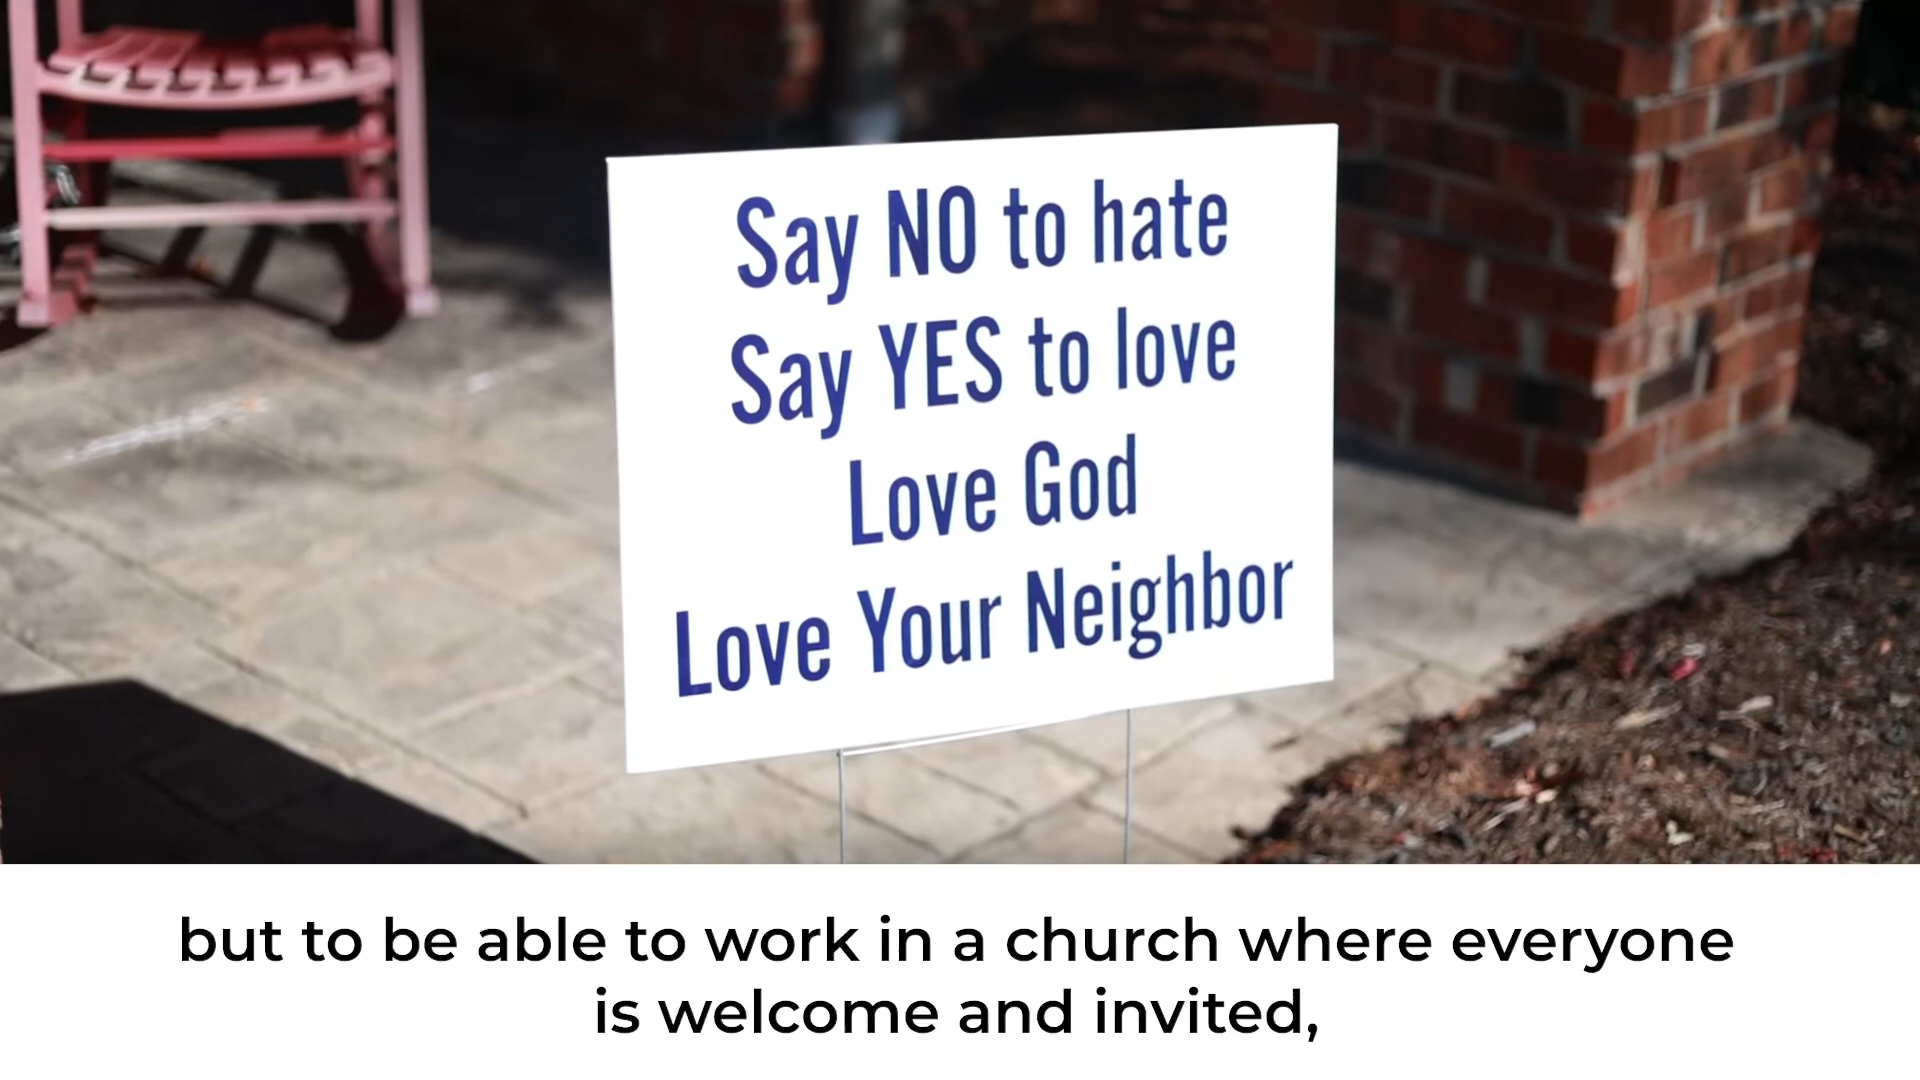 Say NO to hate
Say YES to love
Love God
Love Your Neighbor
but to be able to work in a church where everyone
is welcome and invited,